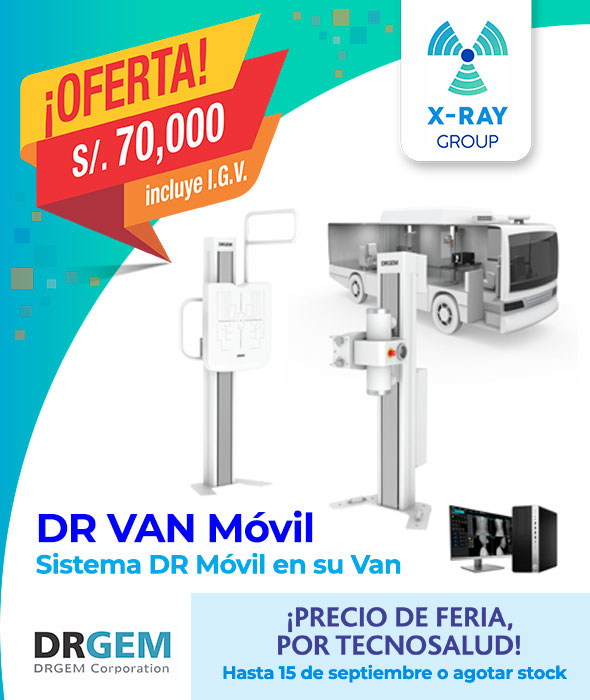 ¡OFERTA!
S/. 70,000
incluye I.G.V.
X-RAY
GROUP
DRGEM
DRGEM
DR VAN Móvil
Sistema DR Móvil en su Van
DRGEM
DRGEM Corporation
¡PRECIO DE FERIA,
POR TECNOSALUD!
Hasta 15 de septiembre o agotar stock